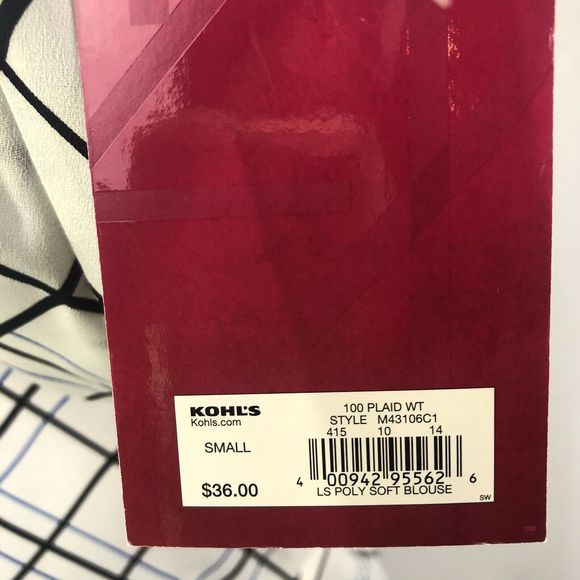 KOHL'S
Kohls.com
SMALL
$36.00
100 PLAID WT
STYLE M43106C1
415 10 14
4 00942 95562 6
LS POLY SOFT BLOUSE
SW
SW